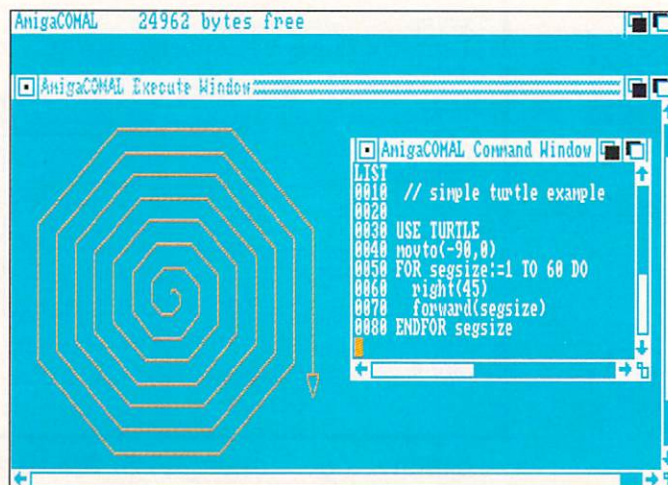 AmigaCOMAL 24962 bytes free
AmigaCOMAL Execute Window
AmigaCOMAL Command Window
LIST
0010 // simple turtle example
0020
0030 USE TURTLE
0040 movto(-90,0)
0050 FOR segsize:=1 TO 60 DO
0060 right(45)
0070 forward(segsize)
0080 ENDFOR segsize